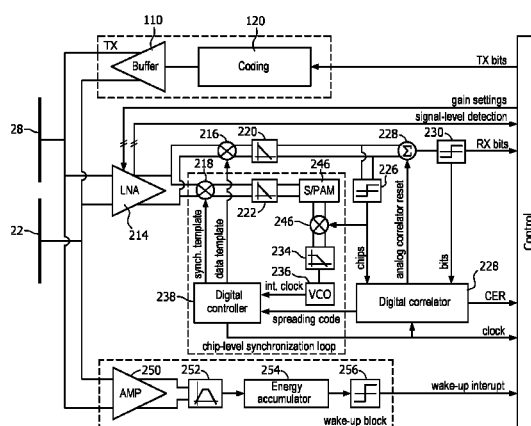 TX
110
Buffer
120
Coding
TX bits
gain settings
signal-level detection
28
22
LNA
214
216
220
228
230
RX bits
218
246
S/PAM
222
226
246
234
236
VCO
synch. template
data template
int. clock
chips
analog correlator reset
bits
228
238
Digital controller
Digital correlator
CER
spreading code
clock
chip-level synchronization loop
250
AMP
252
254
Energy accumulator
256
wake-up interupt
wake-up block
Control